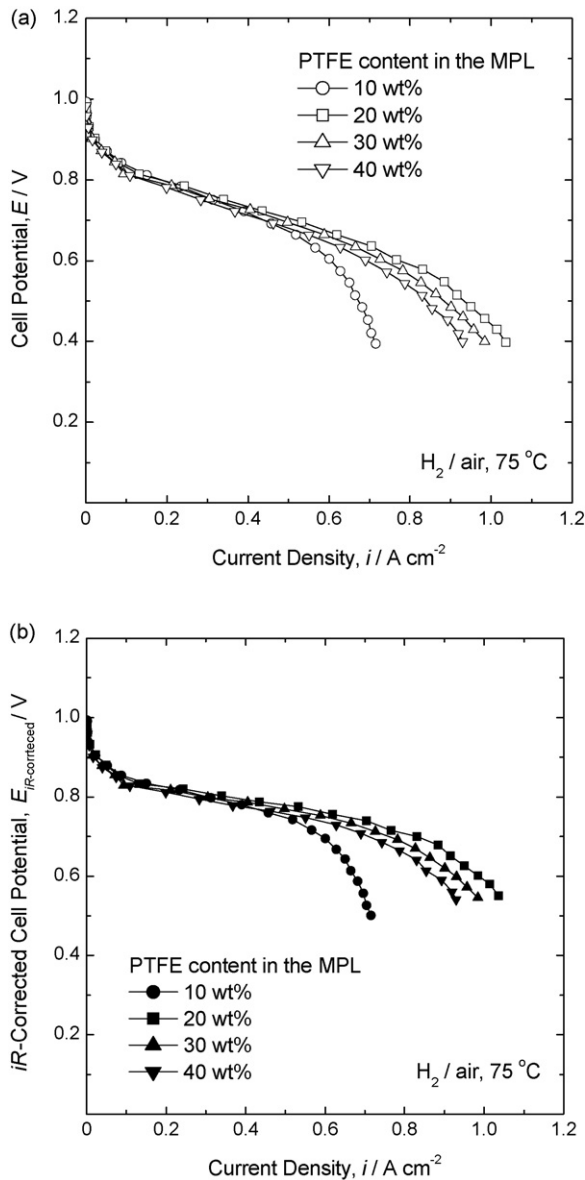 (a)
1.2
1.0
0.8
0.6
0.4
0.2
Cell Potential, E / V
PTFE content in the MPL
10 wt%
20 wt%
30 wt%
40 wt%
H2 / air, 75 °C
0 0.2 0.4 0.6 0.8 1.0 1.2
Current Density, i / A cm-2
(b)
1.2
1.0
0.8
0.6
0.4
0.2
iR-Corrected Cell Potential, EiR-corrteced / V
PTFE content in the MPL
10 wt%
20 wt%
30 wt%
40 wt%
H2 / air, 75 °C
0 0.2 0.4 0.6 0.8 1.0 1.2
Current Density, i / A cm-2